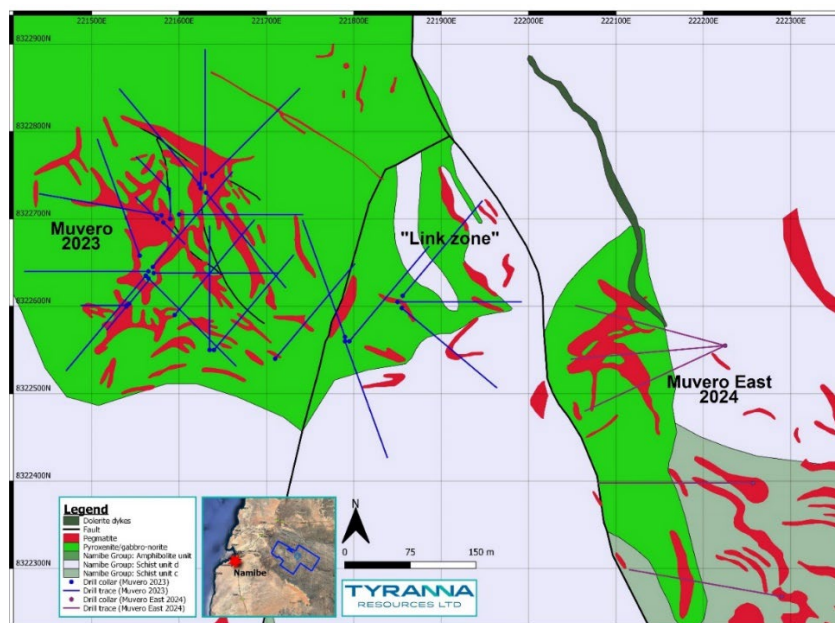 221500E 221600E 221700E 221800E 221900E 222000E 222100E 222200E 222300E
8322900N
8322800N
8322700N
8322600N
8322500N
8322400N
8322300N
Muvero
2023
"Link zone"
Muvero East
2024
Legend
Dolerite dykes
Fault
Pegmatite
Pyroxenite/gabbro-norite
Namibe Group: Amphibolite unit
Namibe Group: Schist unit d
Namibe Group: Schist unit c
Drill collar (Muvero 2023)
Drill trace (Muvero 2023)
Drill collar (Muvero East 2024)
Drill trace (Muvero East 2024)
Namibe
N
0 75 150 m
TYRANNA
RESOURCES LTD